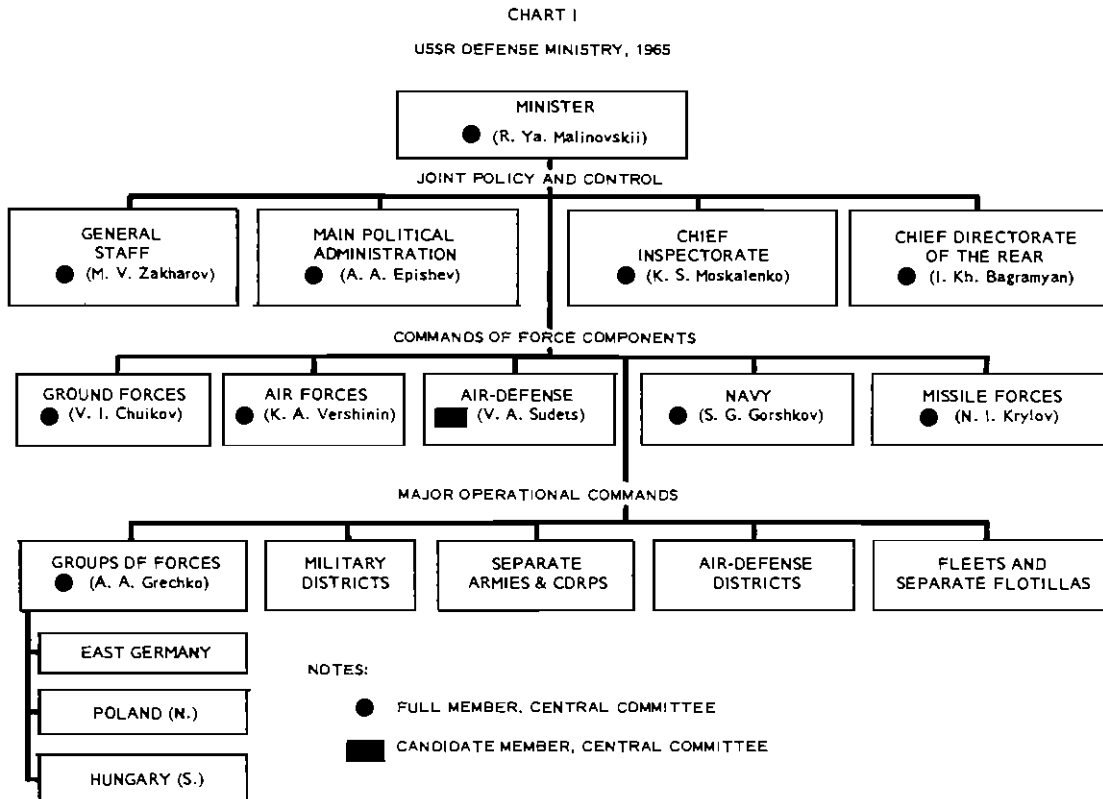 CHART I
USSR DEFENSE MINISTRY, 1965
MINISTER
(R. Ya. Malinovskii)
JOINT POLICY AND CONTROL
GENERAL
STAFF
(M. V. Zakharov)
MAIN POLITICAL
ADMINISTRATION
(A. A. Epishev)
CHIEF
INSPECTORATE
(K. S. Moskalenko)
CHIEF DIRECTORATE
OF THE REAR
(I. Kh. Bagramyan)
COMMANDS OF FORCE COMPONENTS
GROUND FORCES
(V. I. Chuikov)
AIR FORCES
(K. A. Vershinin)
AIR-DEFENSE
(V. A. Sudets)
NAVY
(S. G. Gorshkov)
MISSILE FORCES
(N. I. Krylov)
MAJOR OPERATIONAL COMMANDS
GROUPS OF FORCES
(A. A. Grechko)
MILITARY
DISTRICTS
SEPARATE
ARMIES & CORPS
AIR-DEFENSE
DISTRICTS
FLEETS AND
SEPARATE FLOTILLAS
EAST GERMANY
POLAND (N.)
HUNGARY (S.)
NOTES:
FULL MEMBER, CENTRAL COMMITTEE
CANDIDATE MEMBER, CENTRAL COMMITTEE